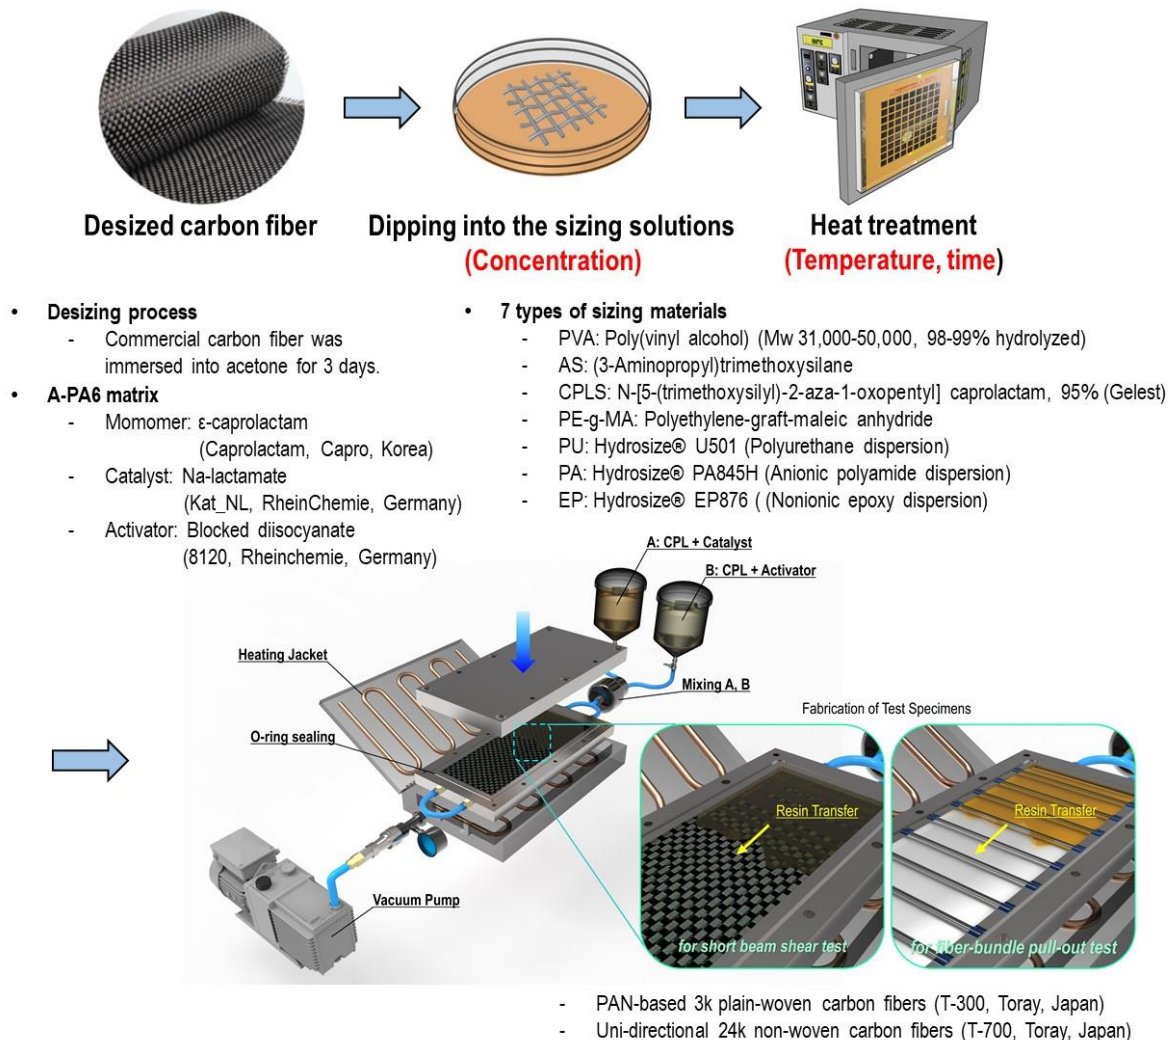 Desized carbon fiber
Dipping into the sizing solutions
(Concentration)
Heat treatment
(Temperature, time)
• Desizing process
- Commercial carbon fiber was
immersed into acetone for 3 days.
• A-PA6 matrix
- Momomer: ε-caprolactam
(Caprolactam, Capro, Korea)
- Catalyst: Na-lactamate
(Kat_NL, RheinChemie, Germany)
- Activator: Blocked diisocyanate
(8120, Rheinchemie, Germany)
• 7 types of sizing materials
- PVA: Poly(vinyl alcohol) (Mw 31,000-50,000, 98-99% hydrolyzed)
- AS: (3-Aminopropyl)trimethoxysilane
- CPLS: N-[5-(trimethoxysilyl)-2-aza-1-oxopentyl] caprolactam, 95% (Gelest)
- PE-g-MA: Polyethylene-graft-maleic anhydride
- PU: Hydrosize® U501 (Polyurethane dispersion)
- PA: Hydrosize® PA845H (Anionic polyamide dispersion)
- EP: Hydrosize® EP876 ( (Nonionic epoxy dispersion)
A: CPL + Catalyst
B: CPL + Activator
Heating Jacket
Mixing A, B
O-ring sealing
Vacuum Pump
Fabrication of Test Specimens
Resin Transfer
for short beam shear test
Resin Transfer
for fiber-bundle pull-out test
- PAN-based 3k plain-woven carbon fibers (T-300, Toray, Japan)
- Uni-directional 24k non-woven carbon fibers (T-700, Toray, Japan)